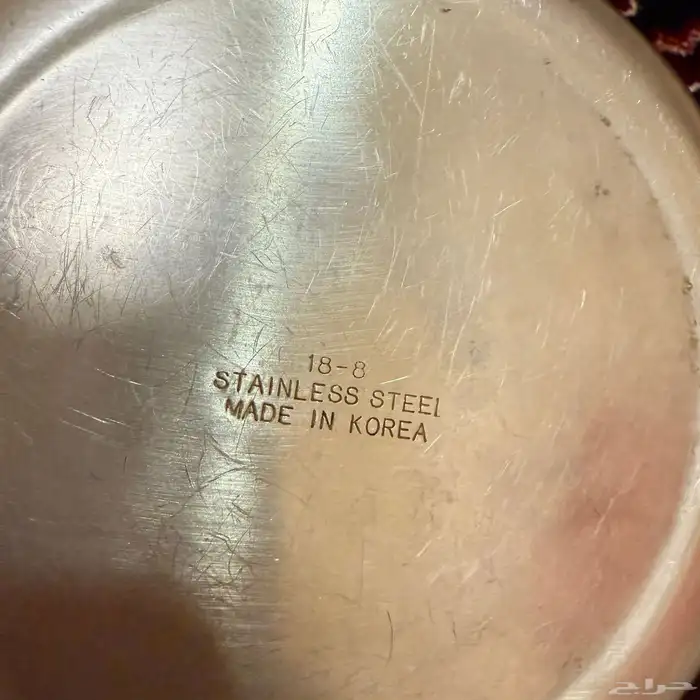 18-8
STAINLESS STEEL
MADE IN KOREA
حراج